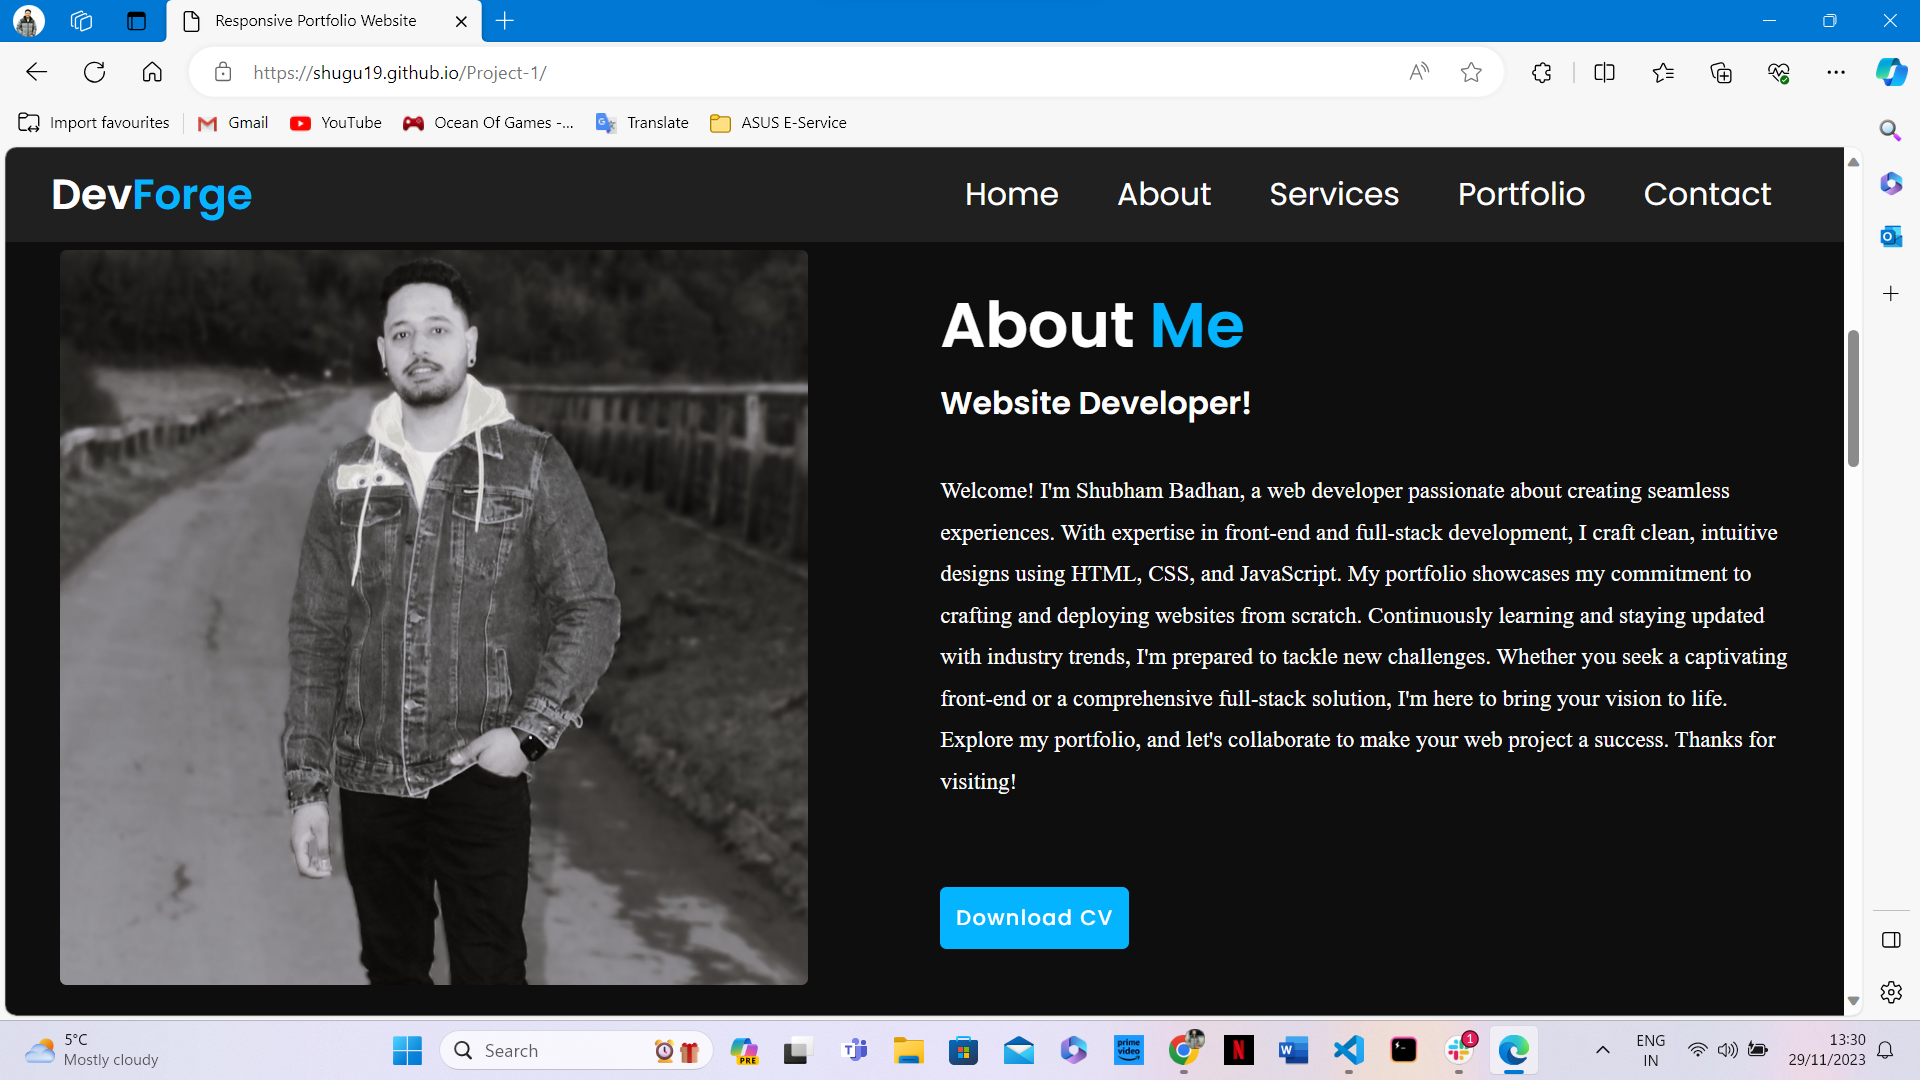 Responsive Portfolio Website
https://shugu19.github.io/Project-1/
Import favourites
Gmail
YouTube
Ocean Of Games -...
Translate
ASUS E-Service
DevForge
Home
About
Services
Portfolio
Contact
About Me
Website Developer!
Welcome! I'm Shubham Badhan, a web developer passionate about creating seamless
experiences. With expertise in front-end and full-stack development, I craft clean, intuitive
designs using HTML, CSS, and JavaScript. My portfolio showcases my commitment to
crafting and deploying websites from scratch. Continuously learning and staying updated
with industry trends, I'm prepared to tackle new challenges. Whether you seek a captivating
front-end or a comprehensive full-stack solution, I'm here to bring your vision to life.
Explore my portfolio, and let's collaborate to make your web project a success. Thanks for
visiting!
Download CV
5°C
Mostly cloudy
Search
PRE
prime
video
N
W
1
ENG
IN
13:30
29/11/2023